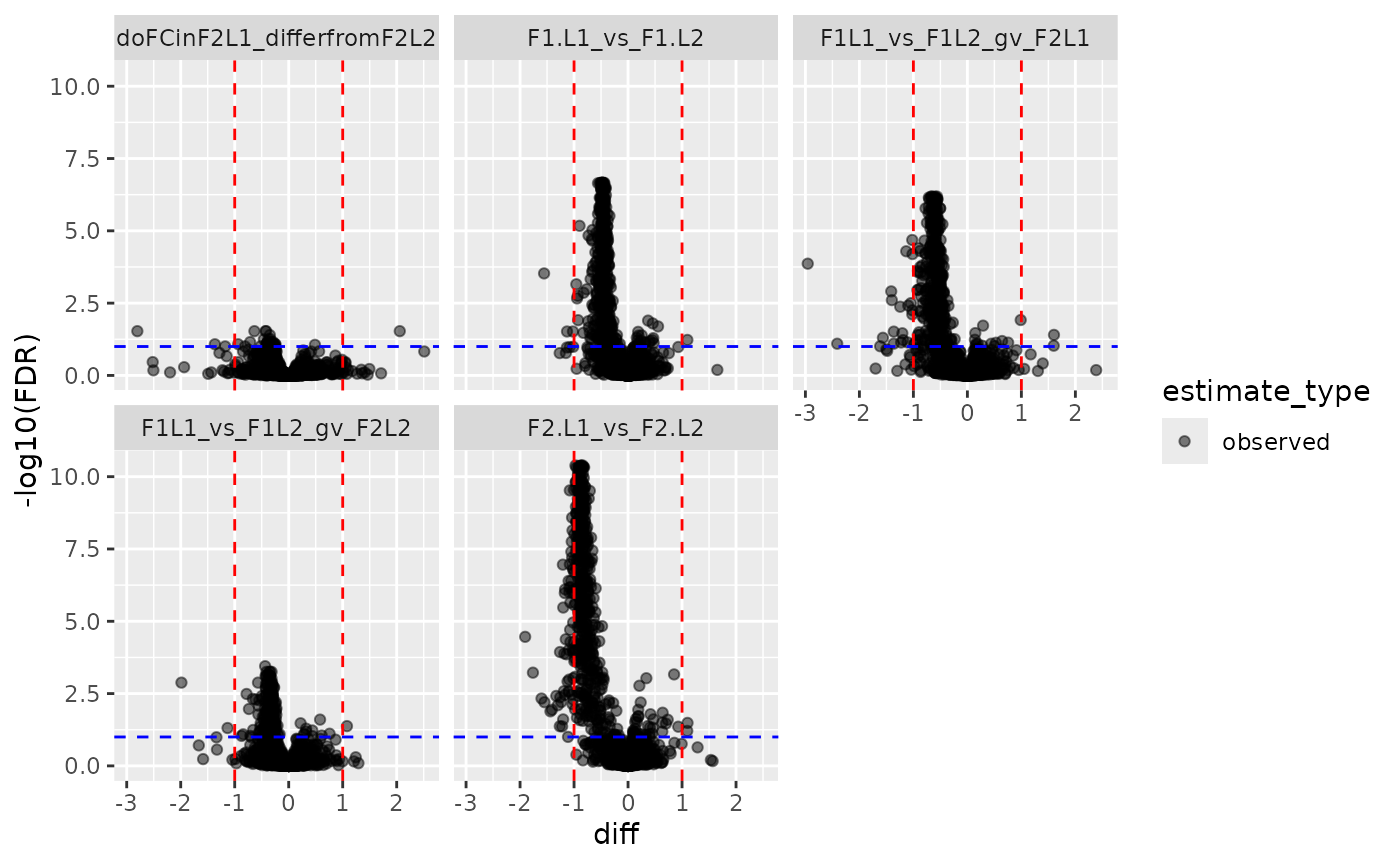 doFCinF2L1_differfromF2L2
F1.L1_vs_F1.L2
F1L1_vs_F1L2_gv_F2L1
10.0
7.5
5.0
2.5
0.0
-3 -2 -1 0 1 2
F1L1_vs_F1L2_gv_F2L2
F2.L1_vs_F2.L2
10.0
7.5
5.0
2.5
0.0
-3 -2 -1 0 1 2
-3 -2 -1 0 1 2
diff
-log10(FDR)
estimate_type
observed